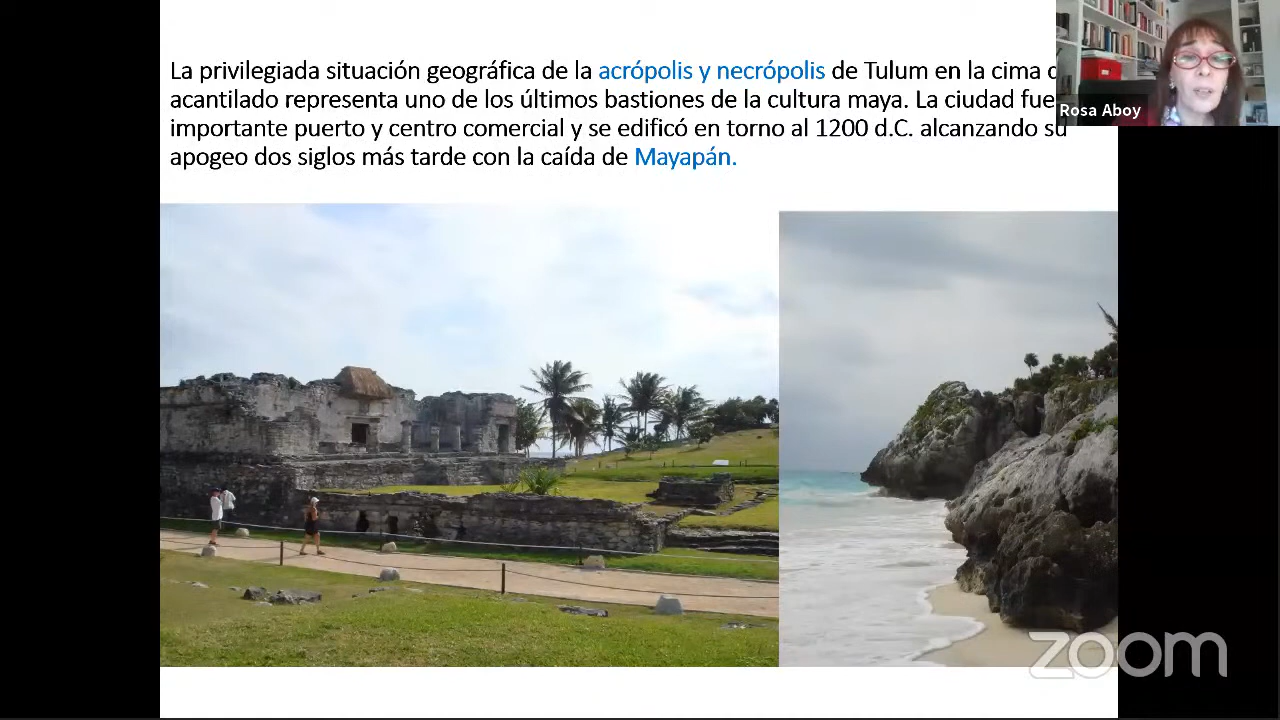 La privilegiada situación geográfica de la acrópolis y necrópolis de Tulum en la cima
acantilado representa uno de los últimos bastiones de la cultura maya. La ciudad fue
importante puerto y centro comercial y se edificó en torno al 1200 d.C. alcanzando su
apogeo dos siglos más tarde con la caída de Mayapán.
Rosa Aboy
zoom